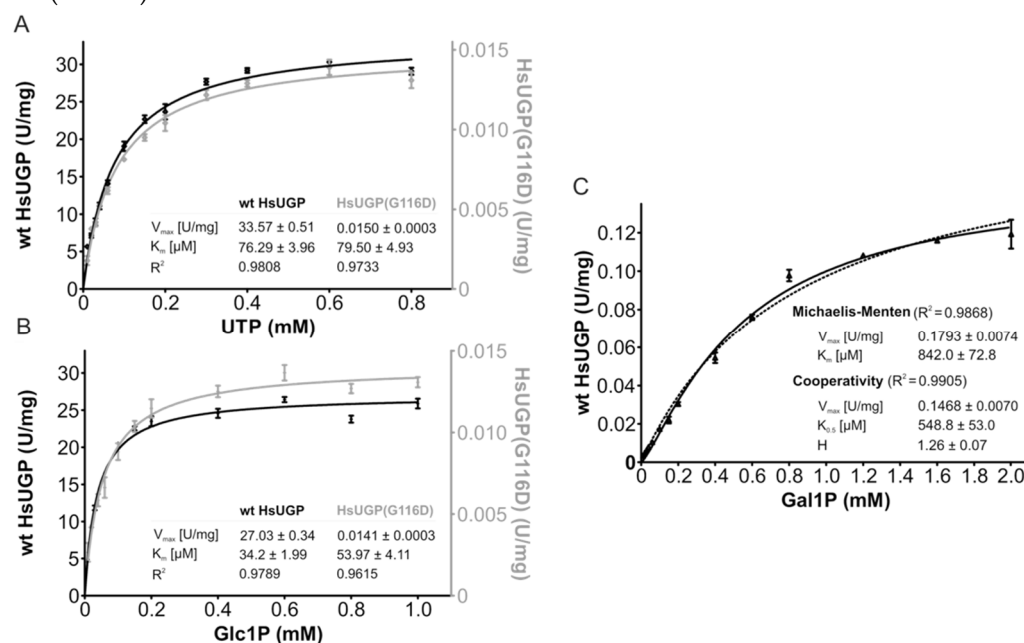 A
wt HsUGP (U/mg)
30
25
20
15
10
5
0
0.015
0.010
0.005
0
HsUGP(G116D) (U/mg)
wt HsUGP HsUGP(G116D)
Vmax [U/mg] 33.57 ± 0.51 0.0150 ± 0.0003
Km [µM] 76.29 ± 3.96 79.50 ± 4.93
R² 0.9808 0.9733
0 0.2 0.4 0.6 0.8
UTP (mM)
B
wt HsUGP (U/mg)
30
25
20
15
10
5
0
0.015
0.010
0.005
0
HsUGP(G116D) (U/mg)
wt HsUGP HsUGP(G116D)
Vmax [U/mg] 27.03 ± 0.34 0.0141 ± 0.0003
Km [µM] 34.2 ± 1.99 53.97 ± 4.11
R² 0.9789 0.9615
0 0.2 0.4 0.6 0.8 1.0
Glc1P (mM)
C
wt HsUGP (U/mg)
0.12
0.10
0.08
0.06
0.04
0.02
0
Michaelis-Menten (R²=0.9868)
Vmax [U/mg] 0.1793 ± 0.0074
Km [µM] 842.0 ± 72.8
Cooperativity (R²=0.9905)
Vmax [U/mg] 0.1468 ± 0.0070
K0.5 [µM] 548.8 ± 53.0
H 1.26 ± 0.07
0 0.2 0.4 0.6 0.8 1.0 1.2 1.4 1.6 1.8 2.0
Gal1P (mM)